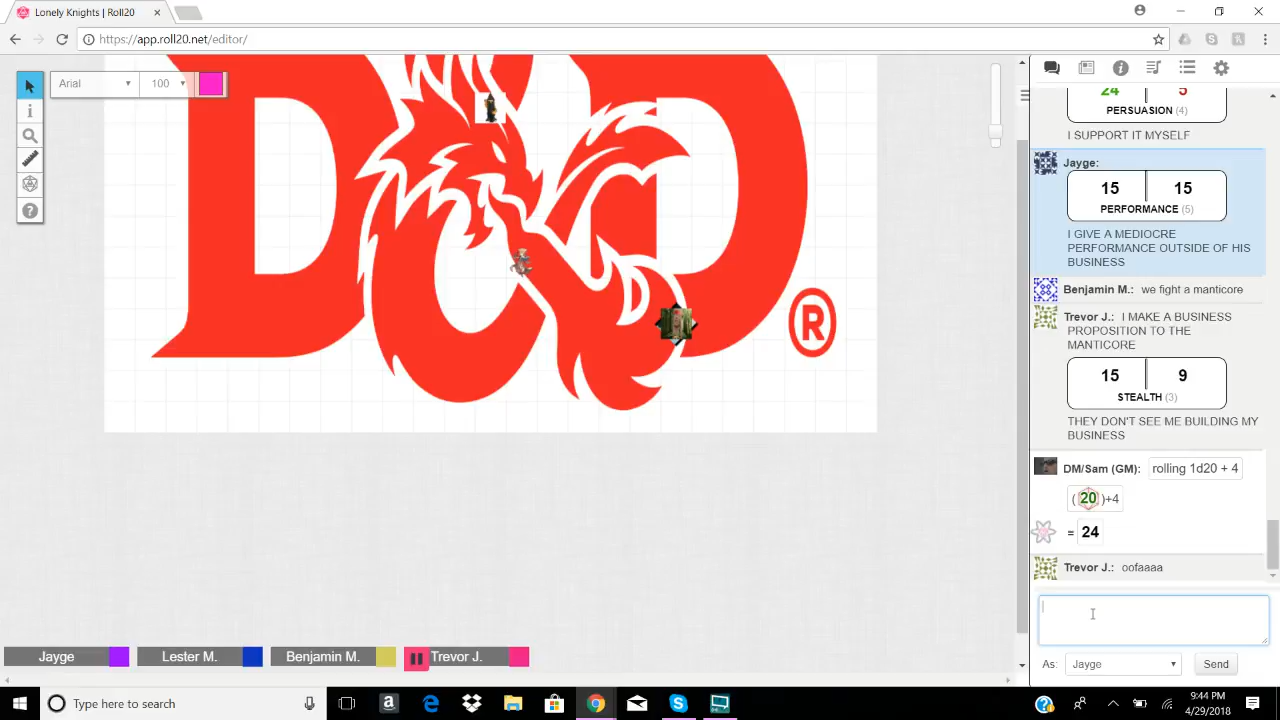 Lonely Knights | Roll20
https://app.roll20.net/editor/
Arial
100
D D
®
24 5
PERSUASION (4)
I SUPPORT IT MYSELF
Jayge:
15 15
PERFORMANCE (5)
I GIVE A MEDIOCRE
PERFORMANCE OUTSIDE OF HIS
BUSINESS
Benjamin M.: we fight a manticore
Trevor J.: I MAKE A BUSINESS
PROPOSITION TO THE
MANTICORE
15 9
STEALTH (3)
THEY DON'T SEE ME BUILDING MY
BUSINESS
DM/Sam (GM): rolling 1d20 + 4
(20)+4
= 24
Trevor J.: oofaaaa
As: Jayge Send
Jayge Lester M. Benjamin M. Trevor J.
Type here to search
9:44 PM
4/29/2018